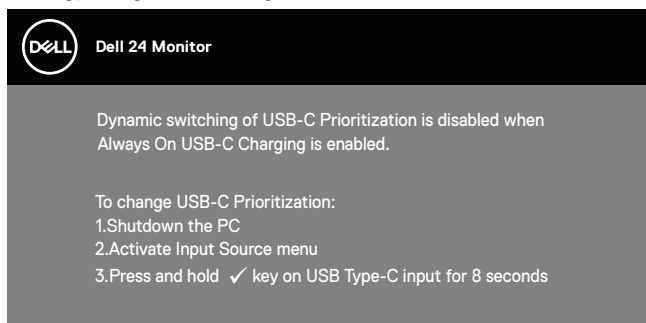 DELL Dell 24 Monitor
Dynamic switching of USB-C Prioritization is disabled when
Always On USB-C Charging is enabled.
To change USB-C Prioritization:
1.Shutdown the PC
2.Activate Input Source menu
3.Press and hold ✓ key on USB Type-C input for 8 seconds